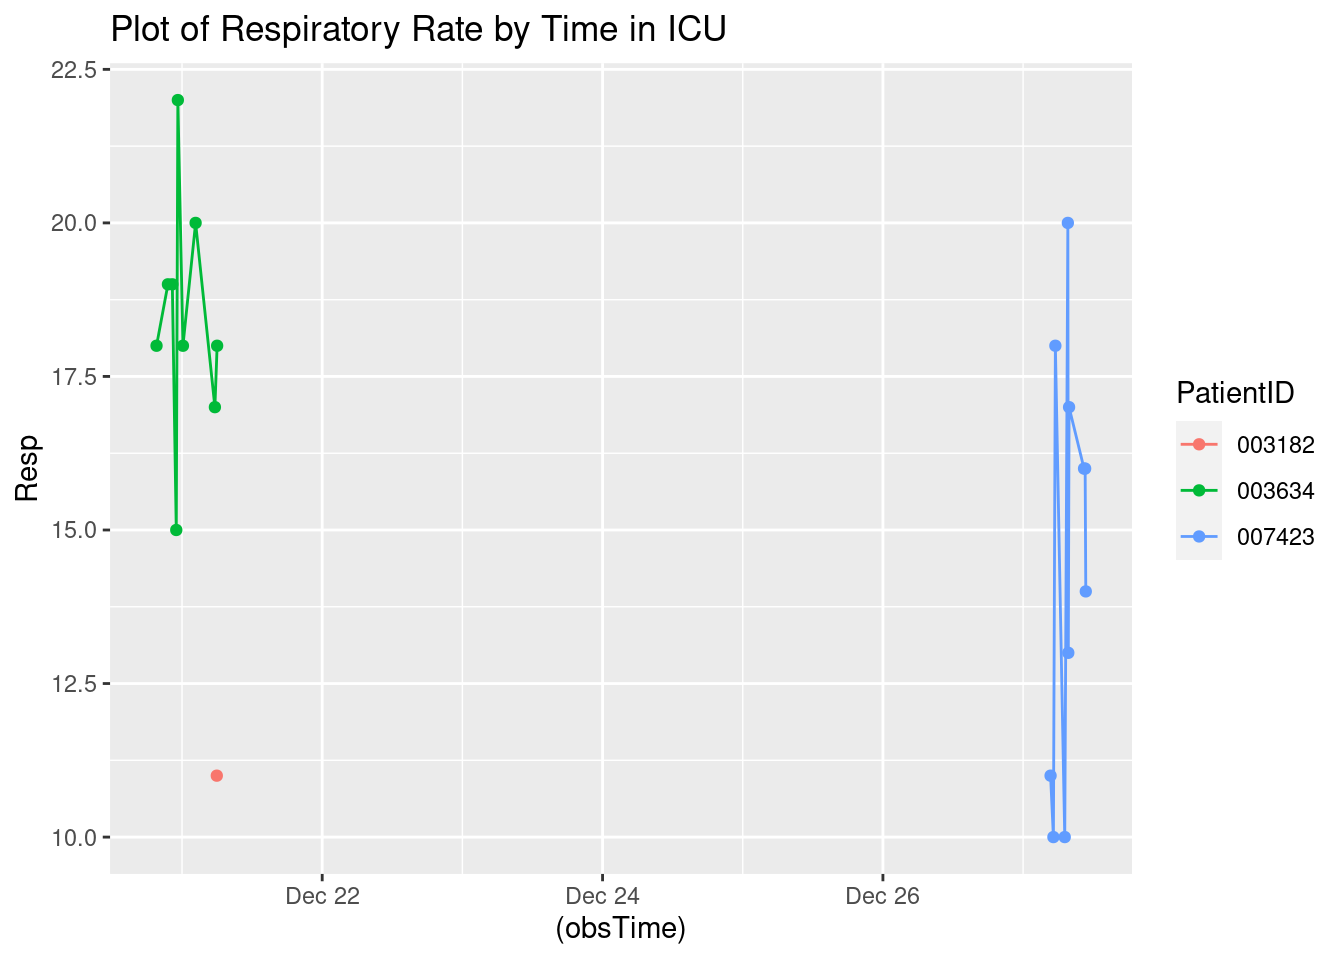 Plot of Respiratory Rate by Time in ICU
22.5
20.0
17.5
15.0
12.5
10.0
Resp
Dec 22
Dec 24
Dec 26
(obsTime)
PatientID
003182
003634
007423